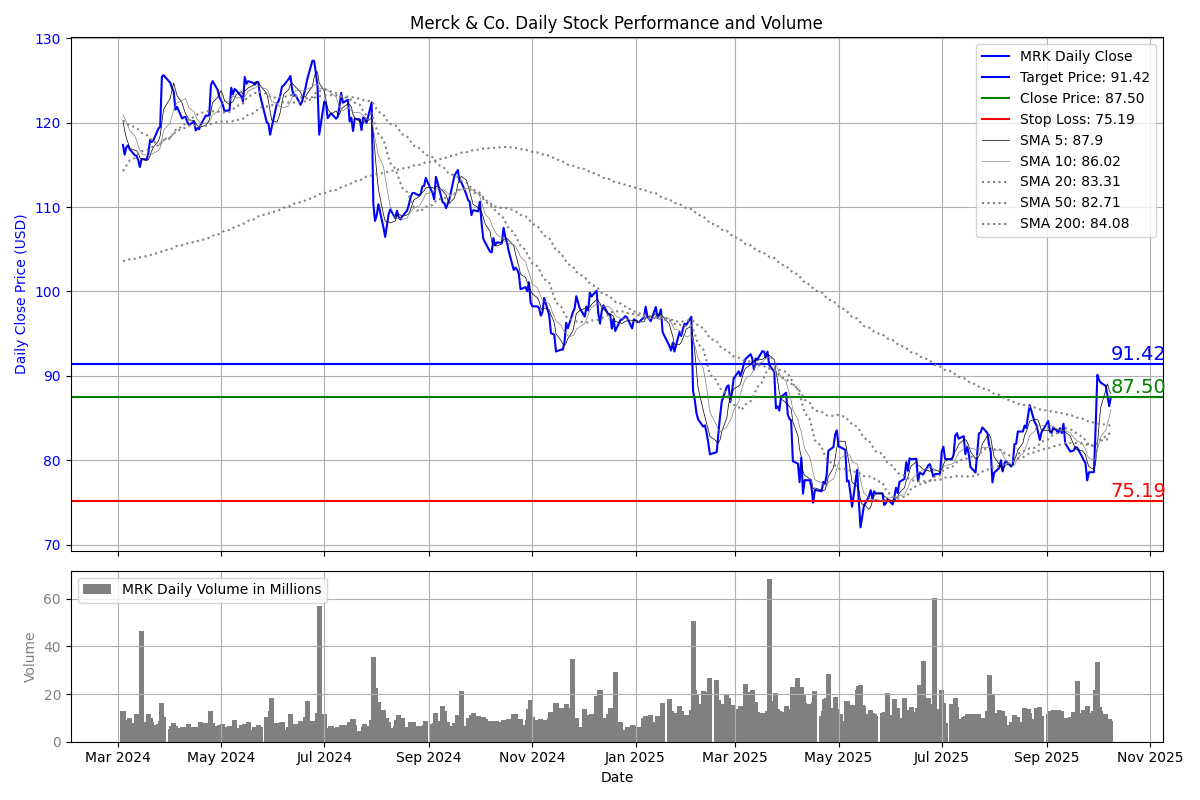 Merck & Co. Daily Stock Performance and Volume
130
120
110
100
90
80
70
Daily Close Price (USD)
MRK Daily Close
Target Price: 91.42
Close Price: 87.50
Stop Loss: 75.19
SMA 5: 87.9
SMA 10: 86.02
SMA 20: 83.31
SMA 50: 82.71
SMA 200: 84.08
91.42
87.50
75.19
MRK Daily Volume in Millions
60
40
20
0
Volume
Mar 2024
May 2024
Jul 2024
Sep 2024
Nov 2024
Jan 2025
Mar 2025
May 2025
Jul 2025
Sep 2025
Nov 2025
Date